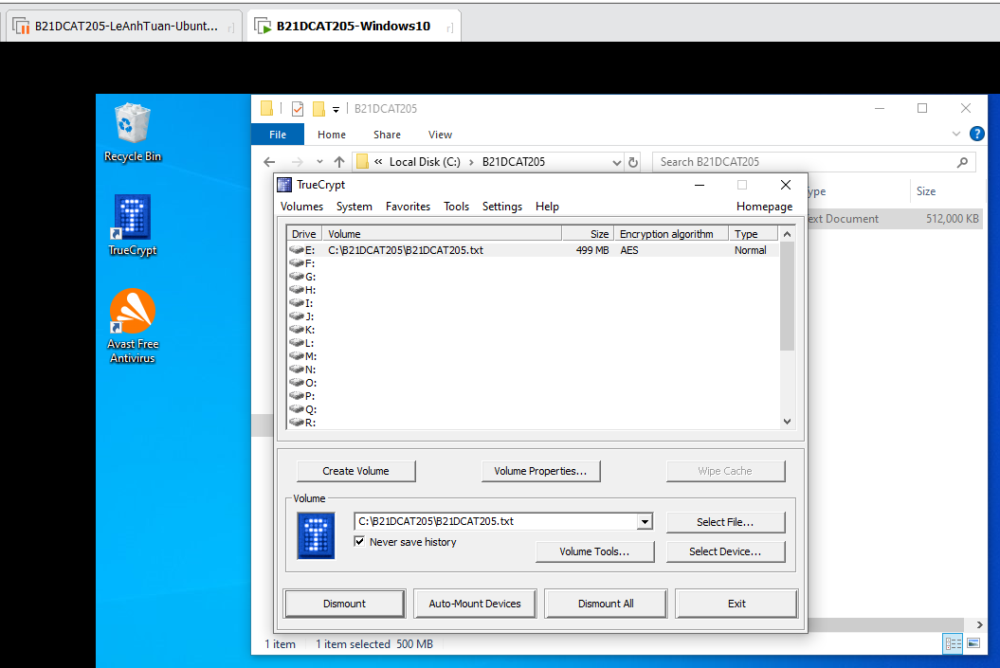 B21DCAT205-LeAnhTuan-Ubunt...
B21DCAT205-Windows10
Recycle Bin
TrueCrypt
Avast Free
Antivirus
B21DCAT205
File Home Share View
« Local Disk (C:) > B21DCAT205
Search B21DCAT205
Size
ext Document 512,000 KB
TrueCrypt
Volumes System Favorites Tools Settings Help Homepage
Drive Volume Size Encryption algorithm Type
E: C:\B21DCAT205\B21DCAT205.txt 499 MB AES Normal
F:
G:
H:
I:
J:
K:
L:
M:
N:
O:
P:
Q:
R:
Create Volume Volume Properties... Wipe Cache
Volume
C:\B21DCAT205\B21DCAT205.txt Select File...
Never save history
Volume Tools... Select Device...
Dismount Auto-Mount Devices Dismount All Exit
1 item 1 item selected 500 MB